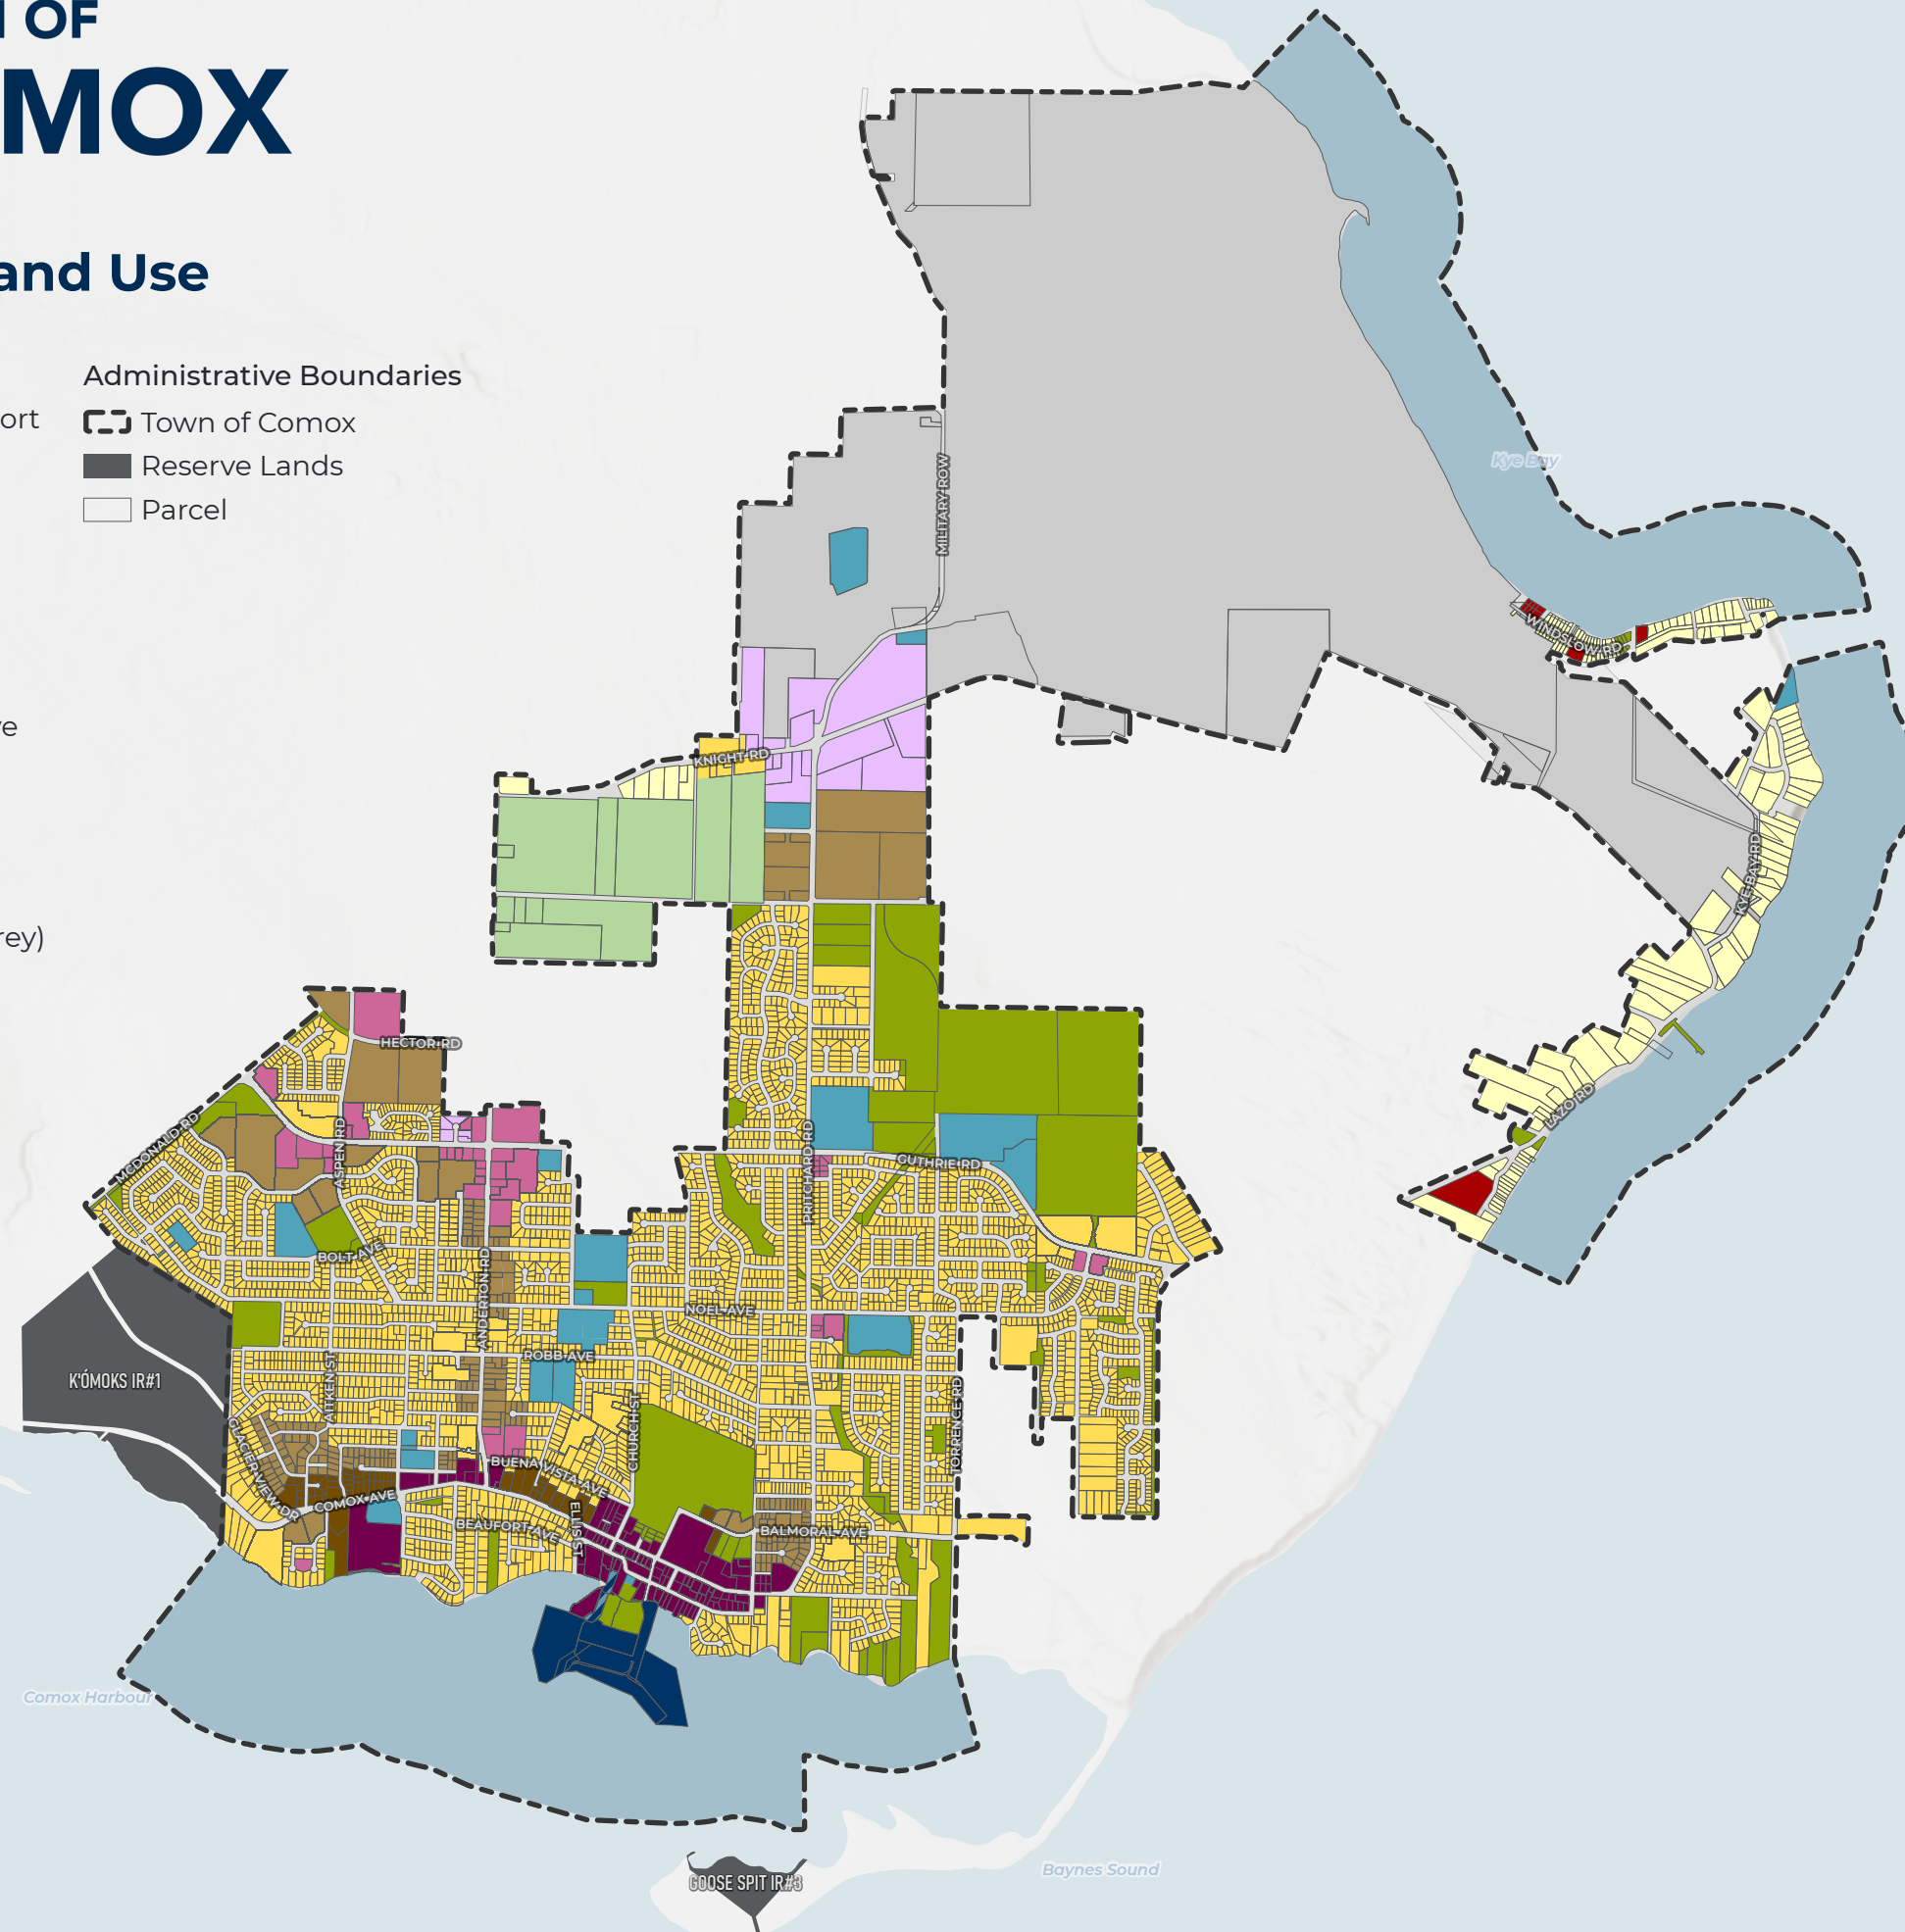 OF
MOX
and Use
Administrative Boundaries
ort
Town of Comox
Reserve Lands
Parcel
ve
rey)
MILITARY ROW
Kye Bay
WINDSLOW RD
KNIGHT RD
KYE BAY RD
HECTOR RD
LAZO RD
MCDONALD RD
ASPEN RD
PRITCHARD RD
GUTHRIE RD
BOLT AVE
ANDERTON RD
NOEL AVE
ROBB AVE
K'ÓMOKS IR#1
AITKEN ST
CHURCH ST
TORRENCE RD
GLACIER VIEW DR
BUENA VISTA AVE
COMOX AVE
ELLIS ST
BEAUFORT AVE
BALMORAL AVE
Comox Harbour
Baynes Sound
GOOSE SPIT IR#3